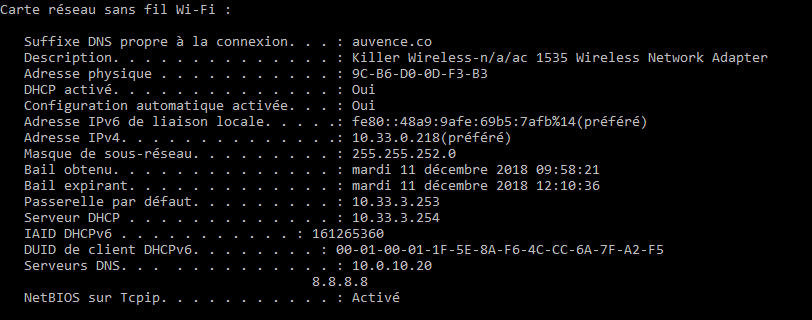 Carte réseau sans fil Wi-Fi :
Suffixe DNS propre à la connexion. . . : auvence.co
Description. . . . . . . . . . . . . . : Killer Wireless-n/a/ac 1535 Wireless Network Adapter
Adresse physique . . . . . . . . . . . : 9C-B6-D0-0D-F3-B3
DHCP activé. . . . . . . . . . . . . . : Oui
Configuration automatique activée. . . : Oui
Adresse IPv6 de liaison locale. . . . .: fe80::48a9:9afe:69b5:7afb%14(préféré)
Adresse IPv4. . . . . . . . . . . . . .: 10.33.0.218(préféré)
Masque de sous-réseau. . . . . . . . . : 255.255.252.0
Bail obtenu. . . . . . . . . . . . . . : mardi 11 décembre 2018 09:58:21
Bail expirant. . . . . . . . . . . . . : mardi 11 décembre 2018 12:10:36
Passerelle par défaut. . . . . . . . . : 10.33.3.253
Serveur DHCP . . . . . . . . . . . . . : 10.33.3.254
IAID DHCPv6 . . . . . . . . . . . : 161265360
DUID de client DHCPv6. . . . . . . . : 00-01-00-01-1F-5E-8A-F6-4C-CC-6A-7F-A2-F5
Serveurs DNS. . . . . . . . . . . . . : 10.0.10.20
8.8.8.8
NetBIOS sur Tcpip. . . . . . . . . . . : Activé